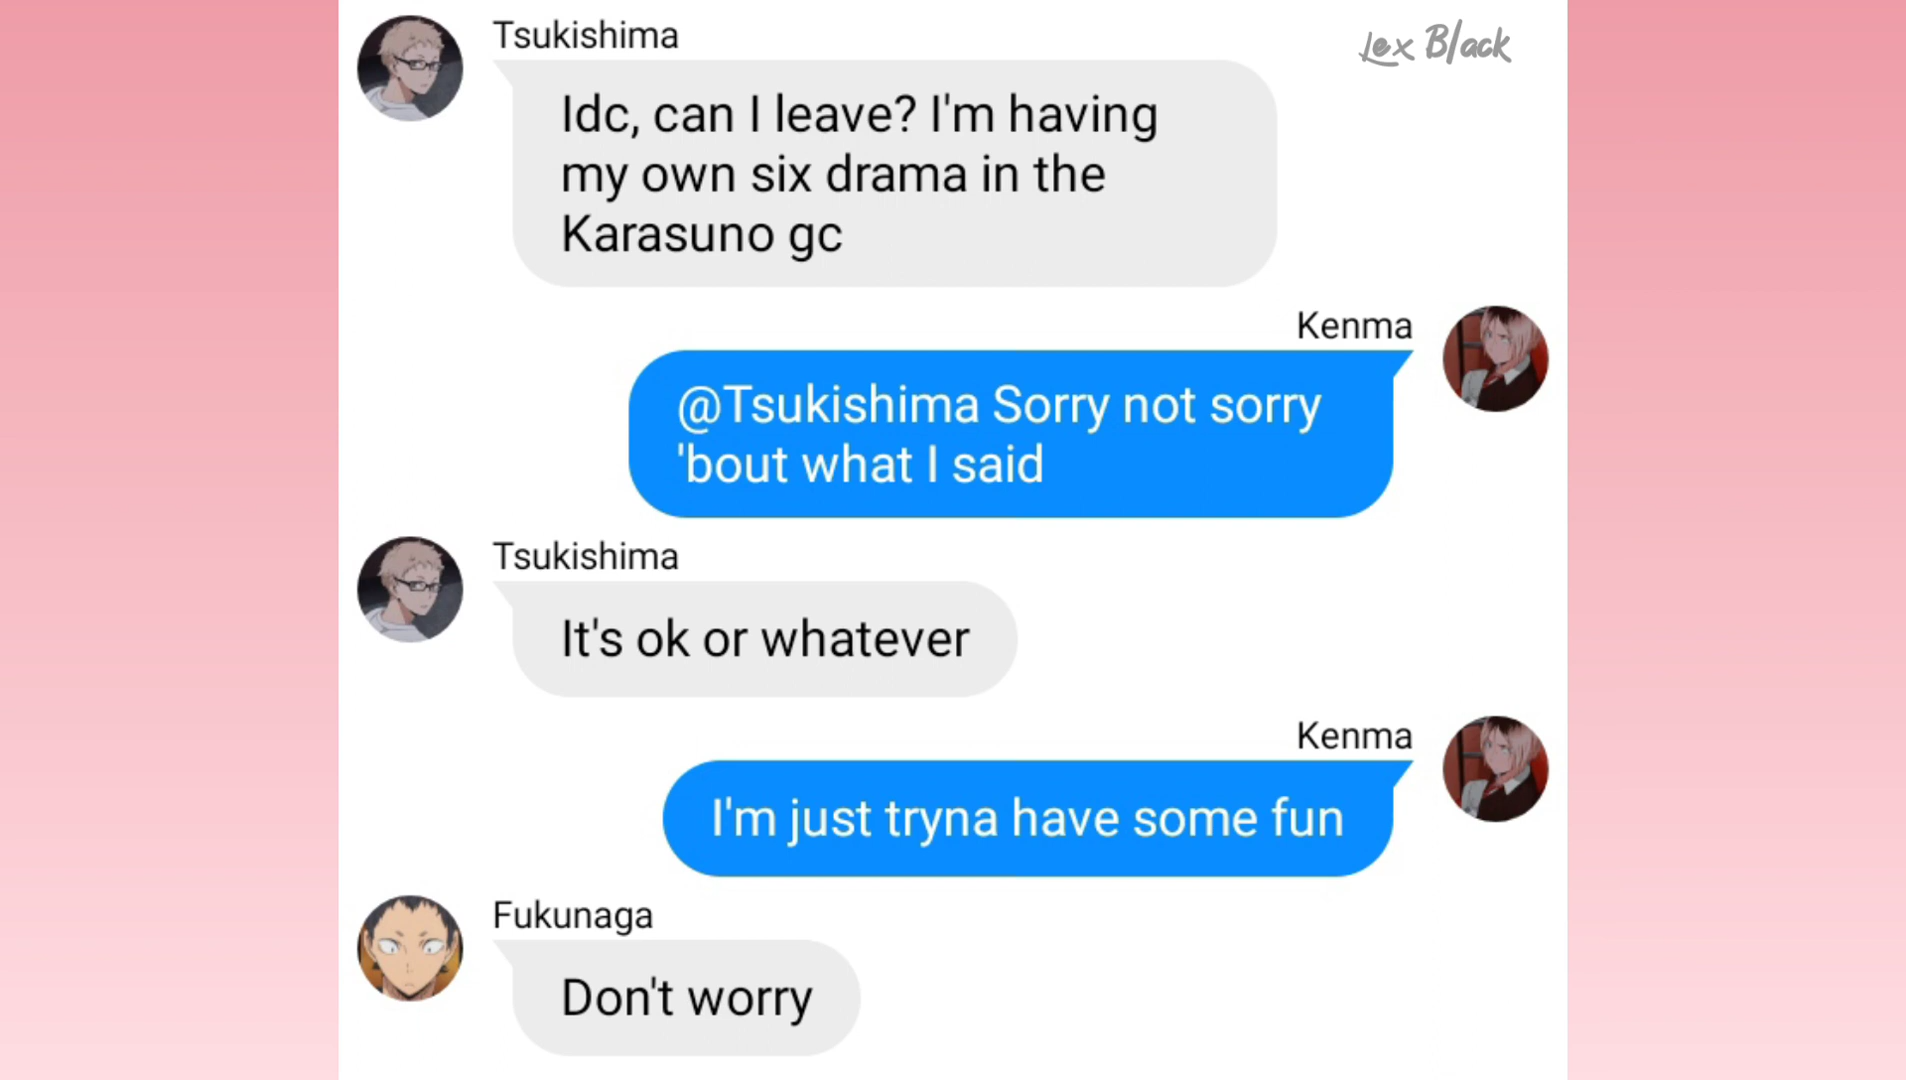 Tsukishima
Lex Black
Idc, can I leave? I'm having
my own six drama in the
Karasuno gc
Kenma
@Tsukishima Sorry not sorry
'bout what I said
Tsukishima
It's ok or whatever
Kenma
I'm just tryna have some fun
Fukunaga
Don't worry